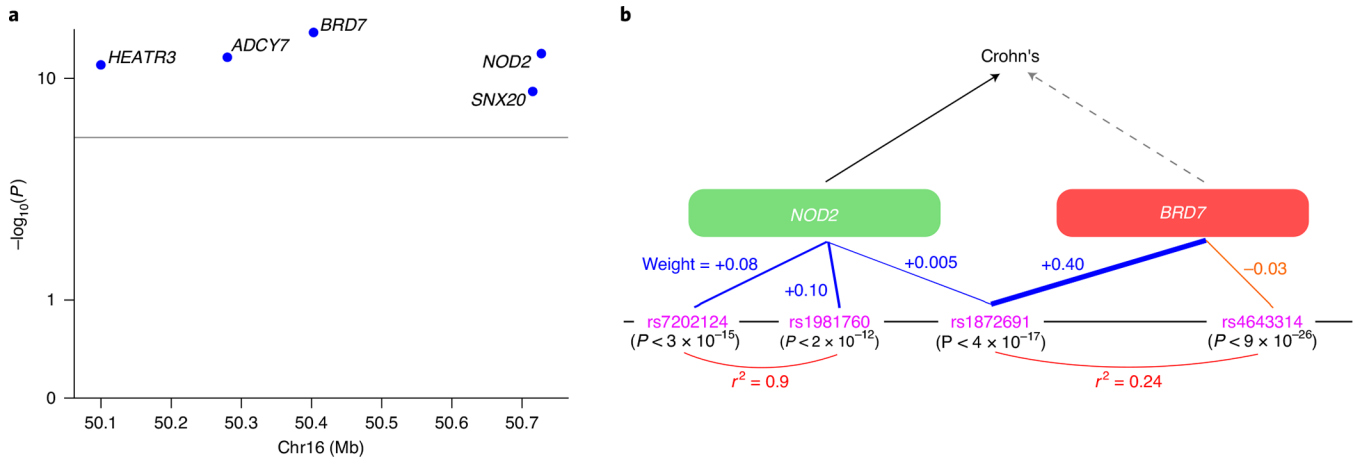 a
HEATR3
ADCY7
BRD7
NOD2
SNX20
10
1
0
–log10(P)
50.1 50.2 50.3 50.4 50.5 50.6 50.7
Chr16 (Mb)
b
Crohn's
NOD2
BRD7
Weight = +0.08
+0.10
+0.005
+0.40
–0.03
rs7202124 rs1981760 rs1872691 rs4643314
(P < 3 × 10–15) (P < 2 × 10–12) (P < 4 × 10–17) (P < 9 × 10–26)
r2 = 0.9
r2 = 0.24